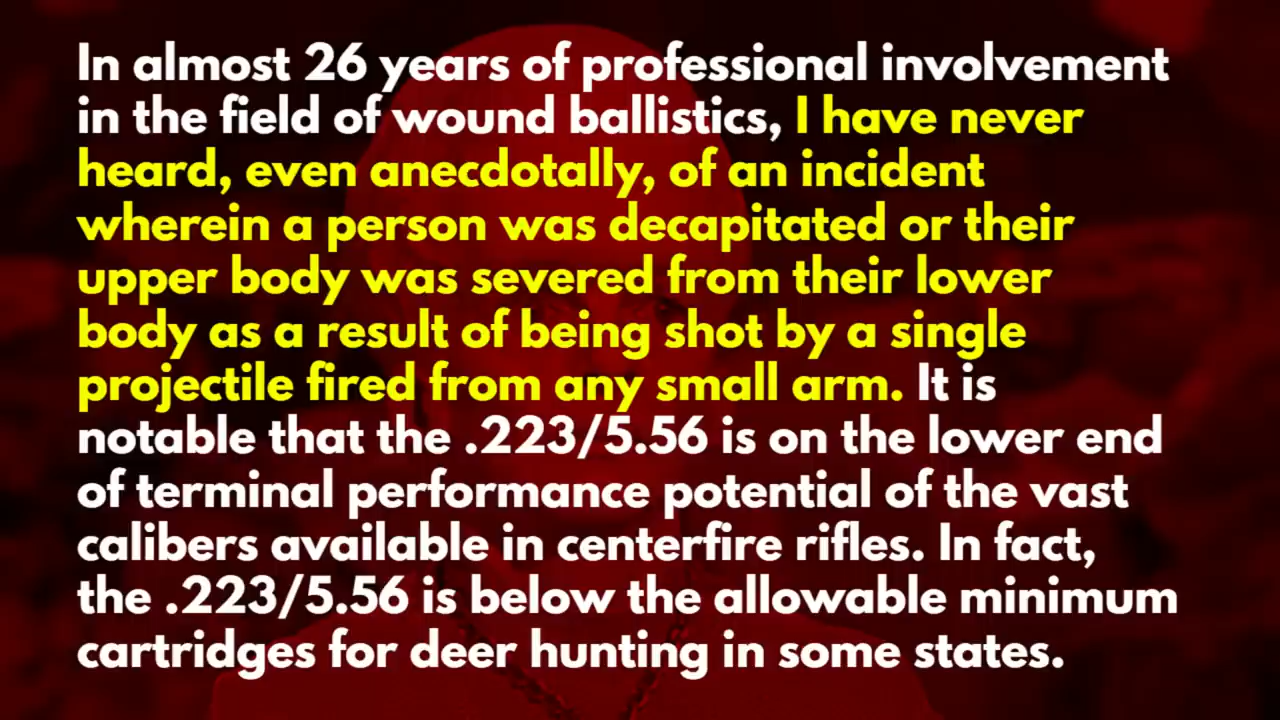 In almost 26 years of professional involvement
in the field of wound ballistics, I have never
heard, even anecdotally, of an incident
wherein a person was decapitated or their
upper body was severed from their lower
body as a result of being shot by a single
projectile fired from any small arm. It is
notable that the .223/5.56 is on the lower end
of terminal performance potential of the vast
calibers available in centerfire rifles. In fact,
the .223/5.56 is below the allowable minimum
cartridges for deer hunting in some states.